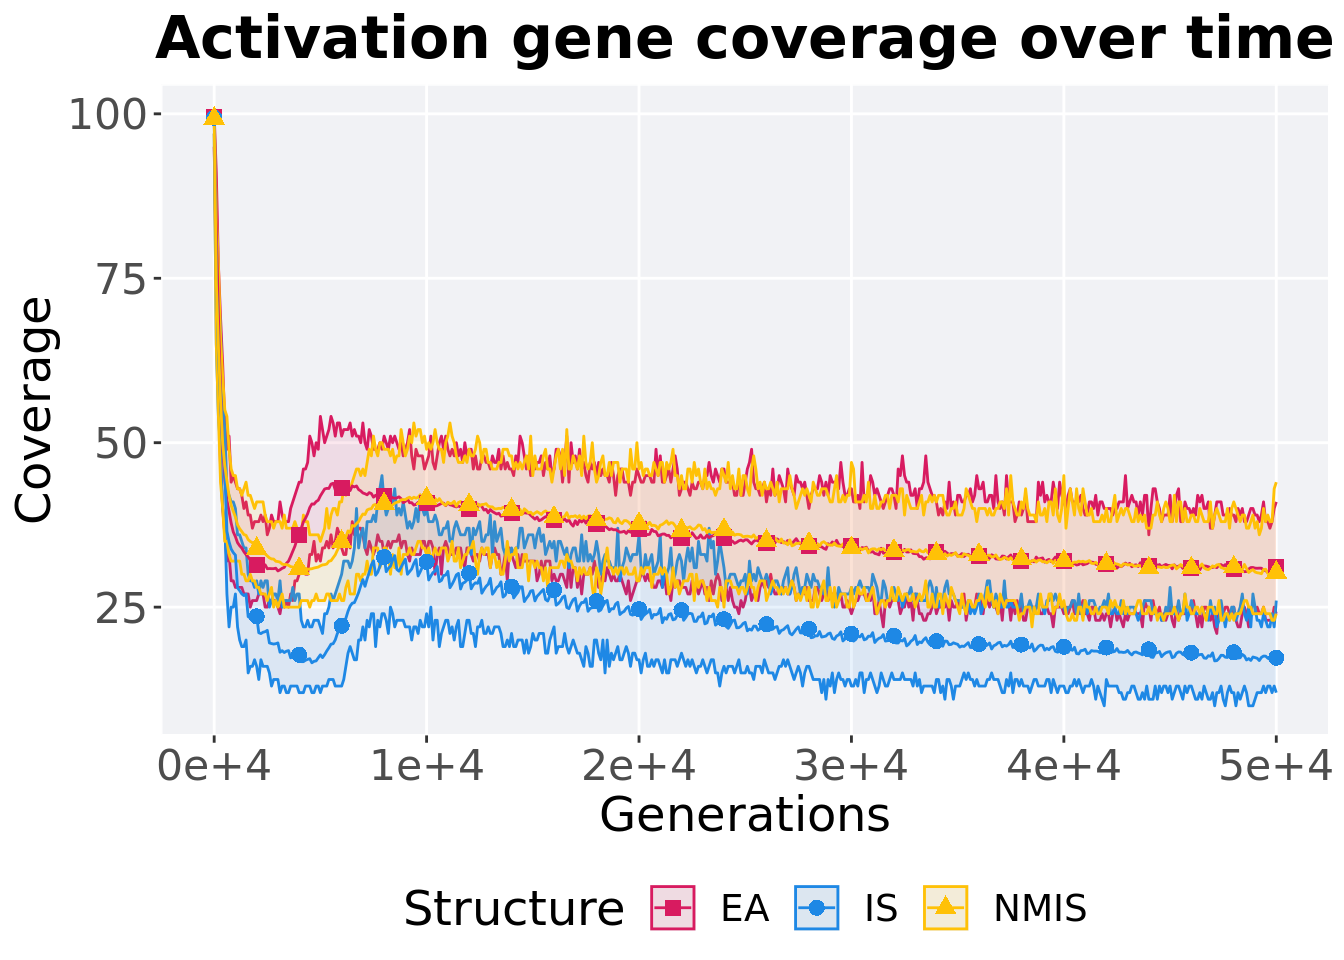 Activation gene coverage over time
100
75
50
25
Coverage
0e+4 1e+4 2e+4 3e+4 4e+4 5e+4
Generations
Structure EA IS NMIS